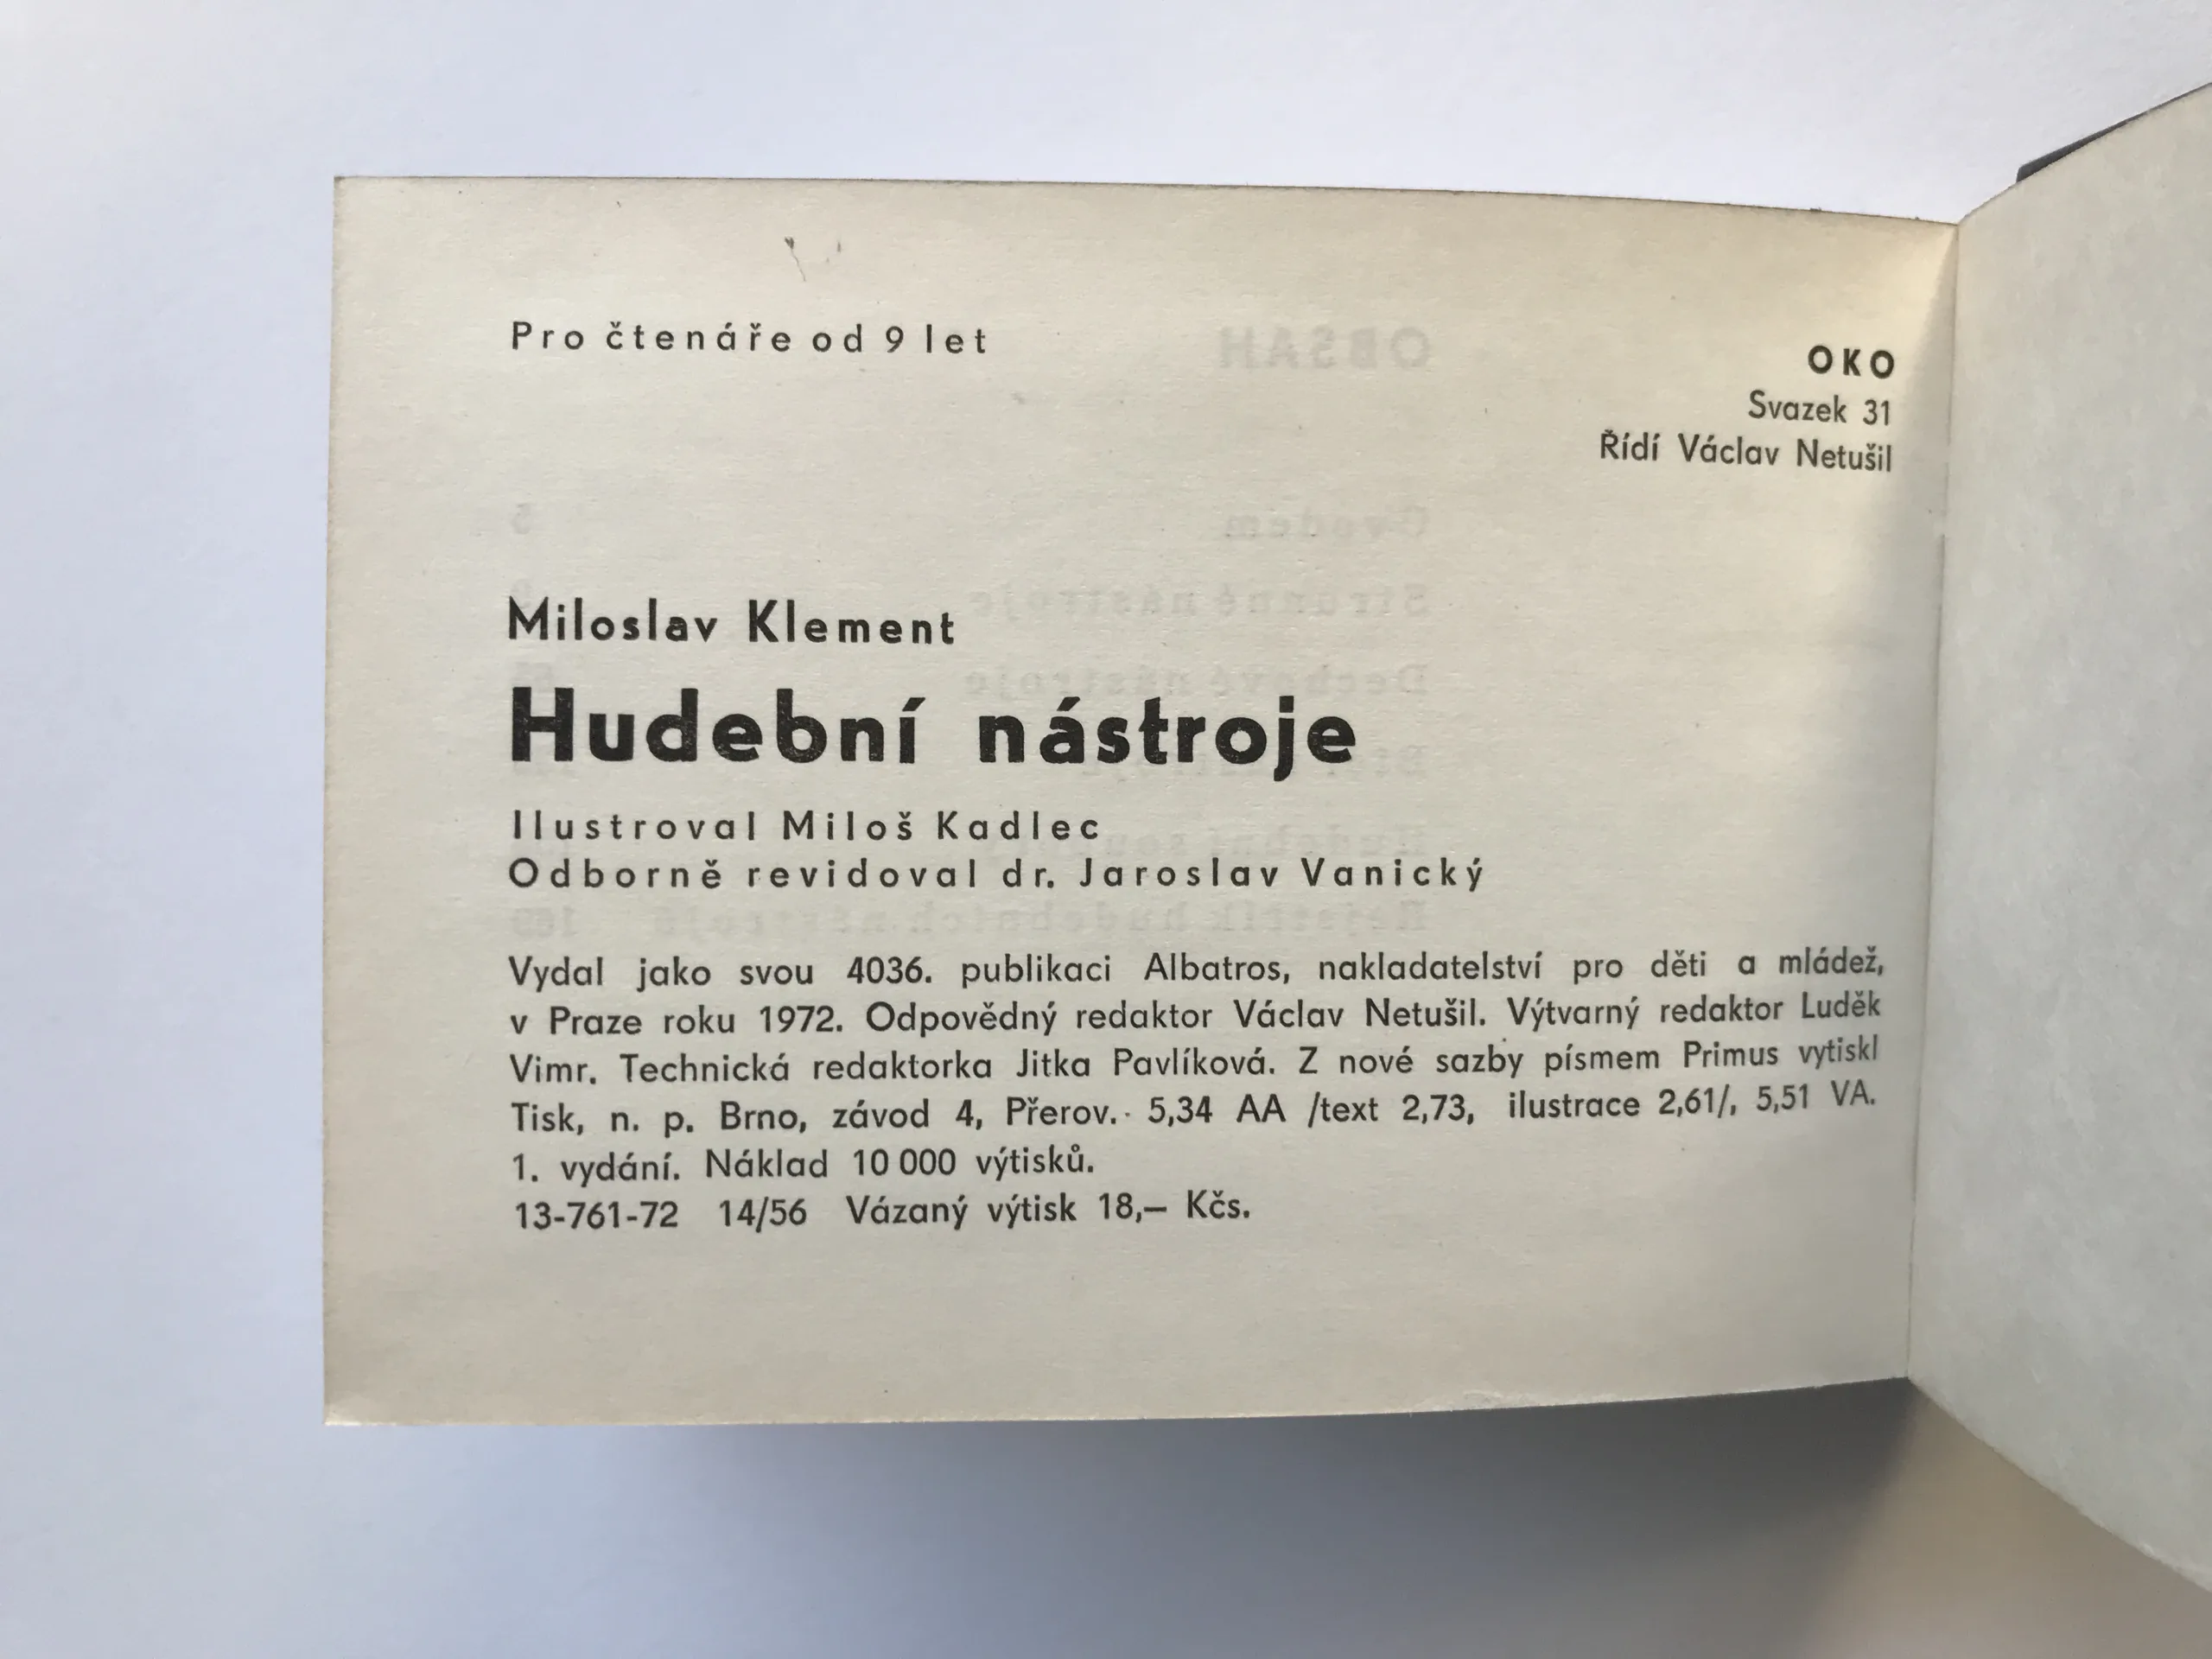 Pro čtenáře od 9 let
OKO
Svazek 31
Řídí Václav Netušil
Miloslav Klement
Hudební nástroje
Ilustroval Miloš Kadlec
Odborně revidoval dr. Jaroslav Vanický
Vydal jako svou 4036. publikaci Albatros, nakladatelství pro děti a mládež,
v Praze roku 1972. Odpovědný redaktor Václav Netušil. Výtvarný redaktor Luděk
Vimr. Technická redaktorka Jitka Pavlíková. Z nové sazby písmem Primus vytiskl
Tisk, n. p. Brno, závod 4, Přerov. 5,34 AA /text 2,73, ilustrace 2,61/, 5,51 VA.
1. vydání. Náklad 10 000 výtisků.
13-761-72 14/56 Vázaný výtisk 18,– Kčs.